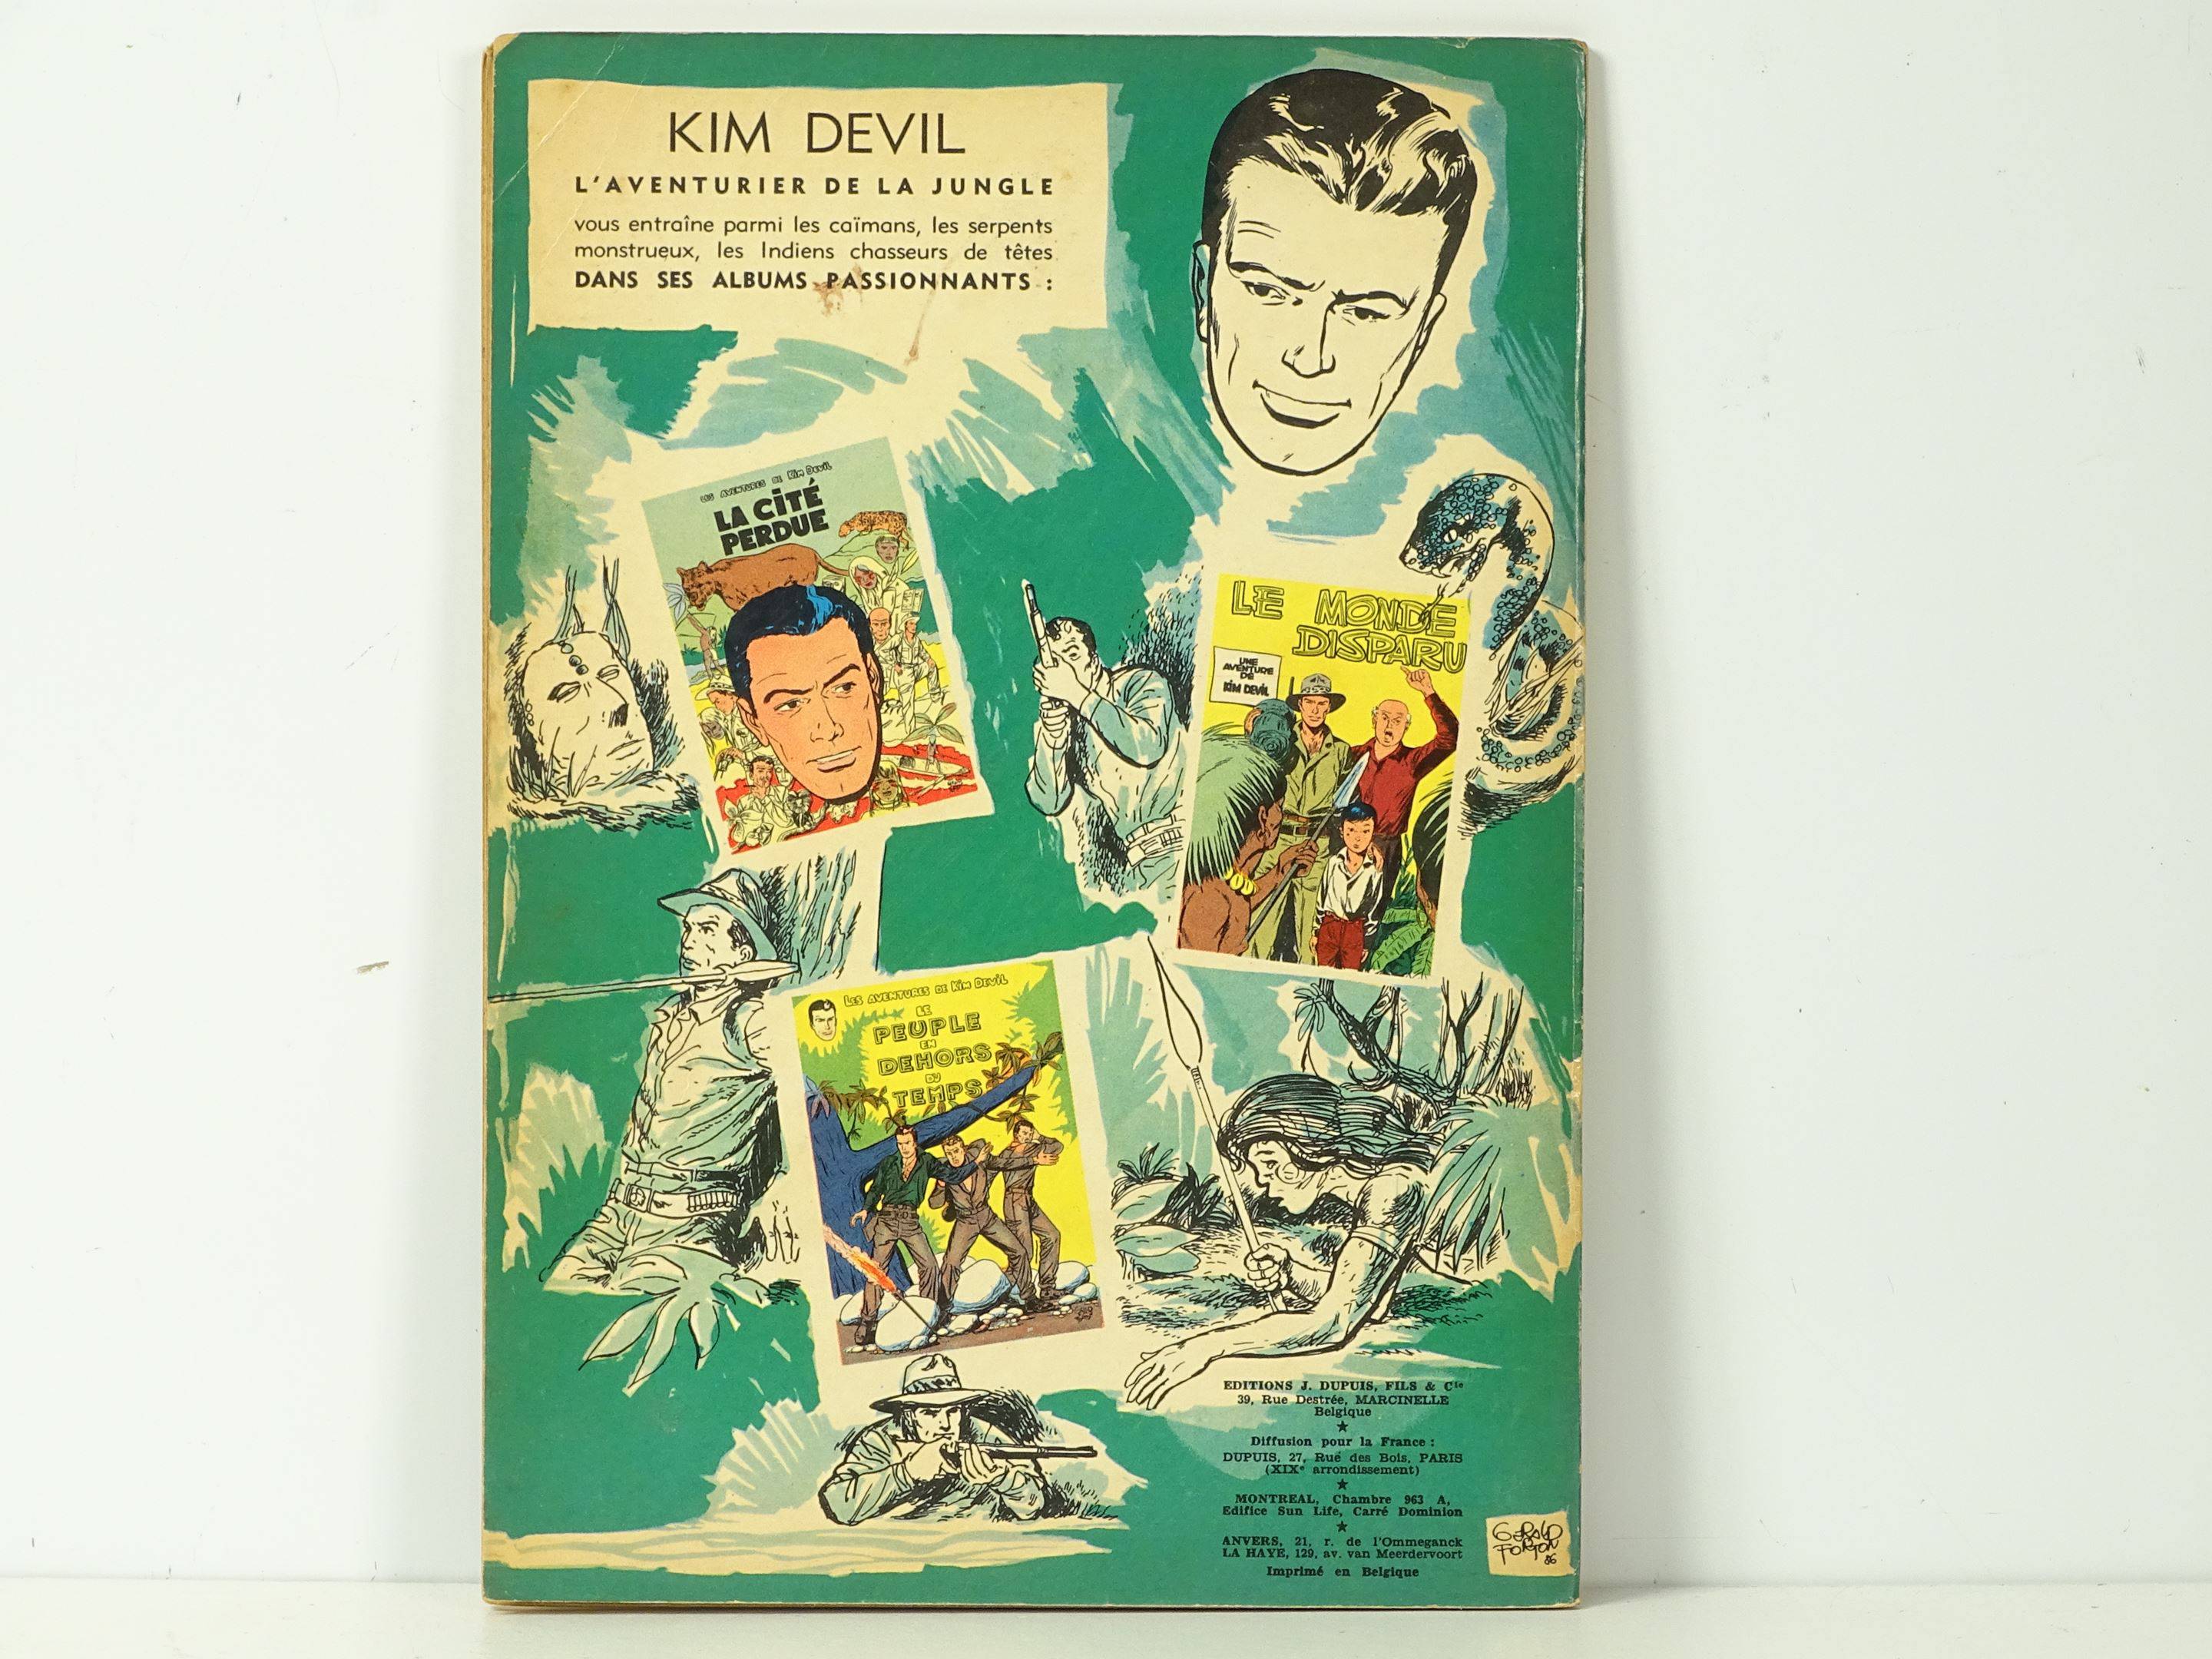 KIM DEVIL
L'AVENTURIER DE LA JUNGLE
vous entraîne parmi les caïmans, les serpents
monstrueux, les Indiens chasseurs de têtes
DANS SES ALBUMS PASSIONNANTS :
LES AVENTURES DE KIM DEVIL
LA CITÉ
PERDUE
LE MONDE
DISPARU
UNE
AVENTURE
DE
KIM DEVIL
LES AVENTURES DE KIM DEVIL
LE
PEUPLE
EN
DEHORS
DU
TEMPS
EDITIONS J. DUPUIS, FILS & Cie
39, Rue Destrée, MARCINELLE
Belgique
★
Diffusion pour la France :
DUPUIS, 27, Rue des Bois, PARIS
(XIXe arrondissement)
★
MONTREAL, Chambre 963 A,
Edifice Sun Life, Carré Dominion
★
ANVERS, 21, r. de l'Ommeganck
LA HAYE, 129, av. van Meerdervoort
Imprimé en Belgique
GERALD
FORTON
56